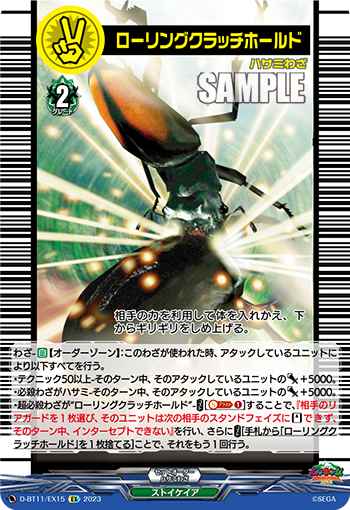 ローリングクラッチホールド
ハサミわざ
SAMPLE
2
グレード
相手の力を利用して体を入れかえ、下
からギリギリをしめ上げる。
わざ-【オーダーゾーン】:このわざが使われた時、アタックしているユニットに
より以下すべてを行う。
・テクニック50以上-そのターン中、そのアタックしているユニットの+5000。
・必殺わざがハサミ-そのターン中、そのアタックしているユニットの+5000。
・超必殺わざが“ローリングクラッチホールド”-[1]することで、『相手のリ
アガードを1枚選び、そのユニットは次の相手のスタンドフェイズに[]できず、
そのターン中、インターセプトできない』を行い、さらに[手札から「ローリングク
ラッチホールド」を1枚捨てる]ことで、それをもう1回行う。
D-BT11/EX15 2023
セットオーダー
ストイケイア
©SEGA